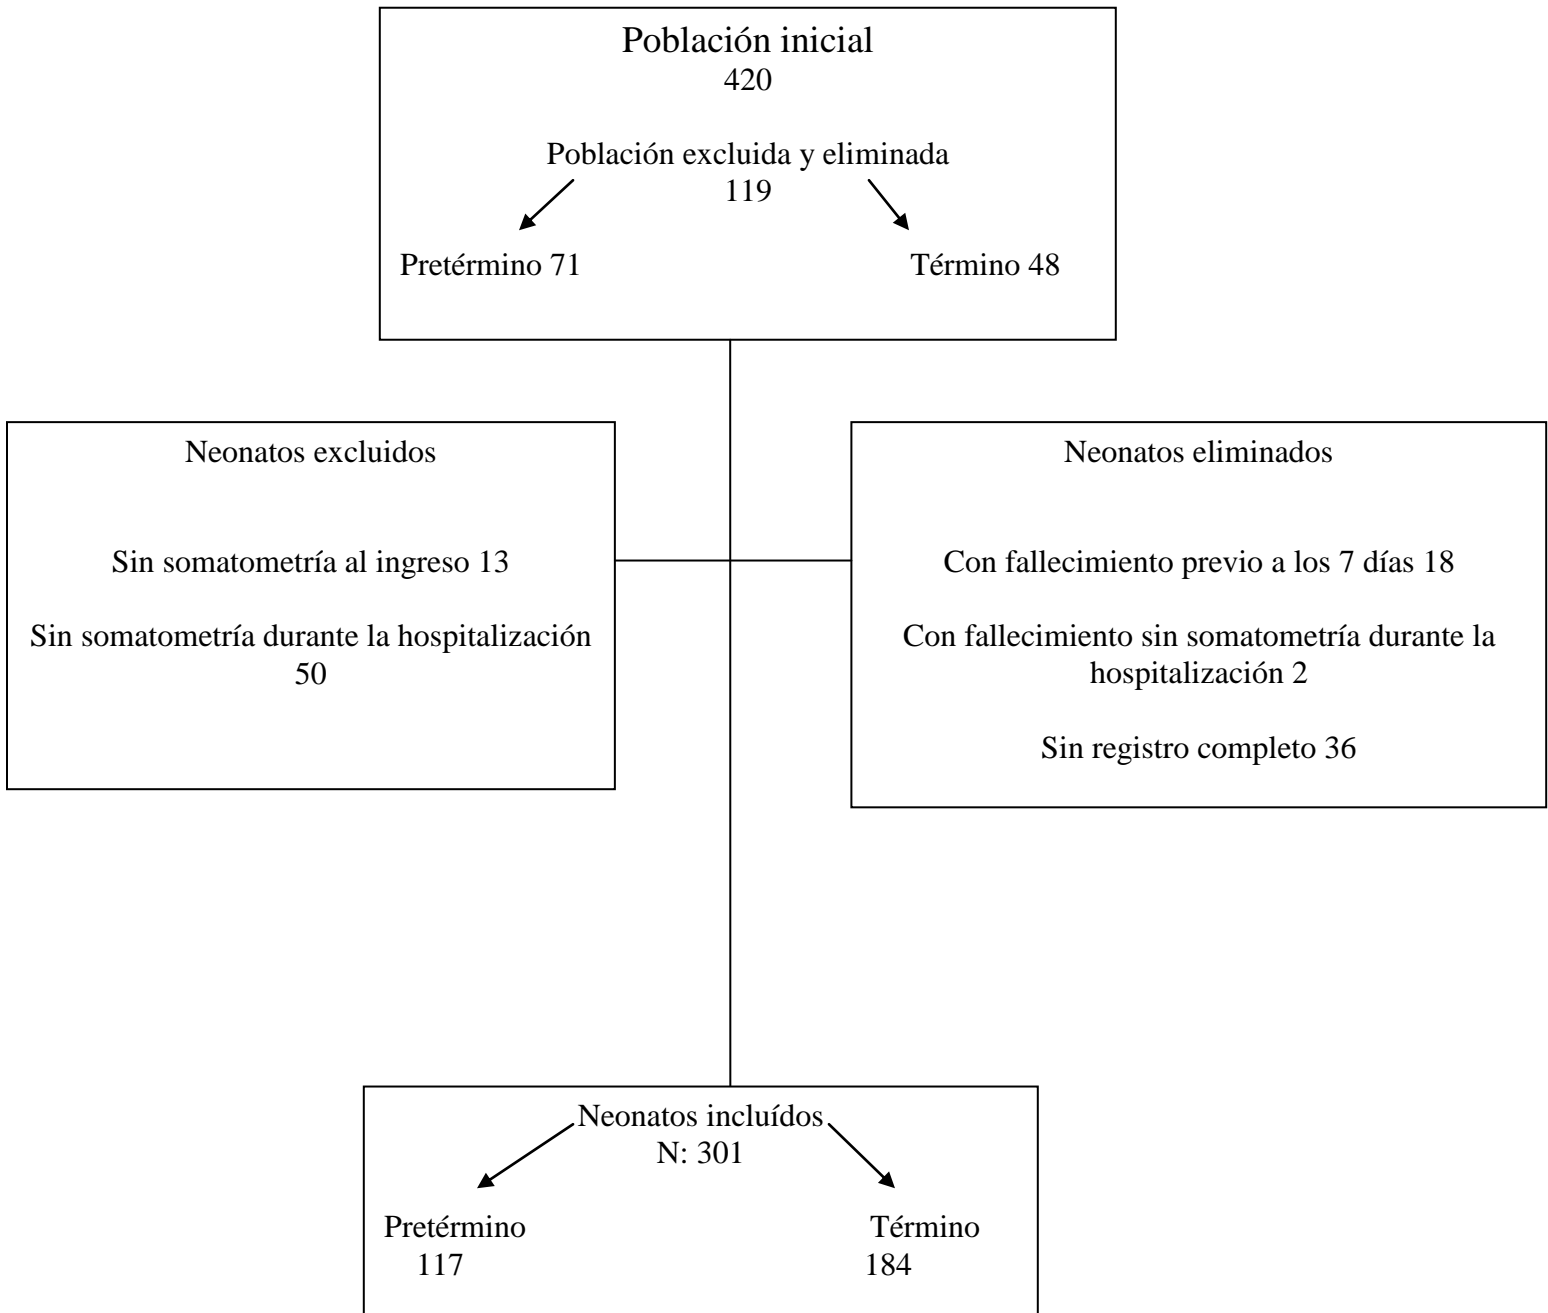 Población inicial
420
Población excluida y eliminada
119
Pretérmino 71
Término 48
Neonatos excluidos
Sin somatometría al ingreso 13
Sin somatometría durante la hospitalización
50
Neonatos eliminados
Con fallecimiento previo a los 7 días 18
Con fallecimiento sin somatometría durante la
hospitalización 2
Sin registro completo 36
Neonatos incluídos
N: 301
Pretérmino
117
Término
184